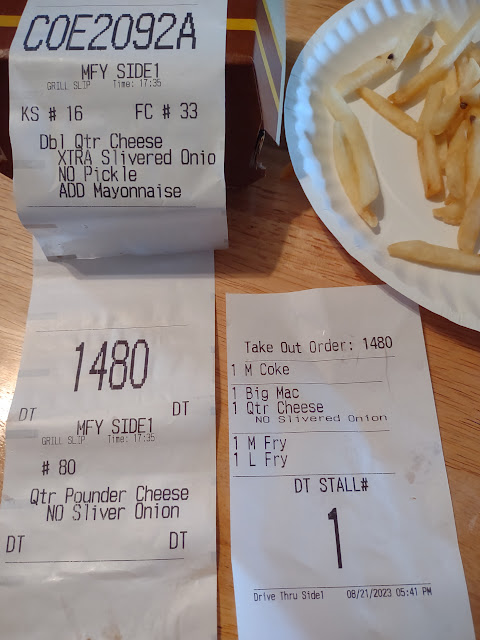 COE2092A
MFY SIDE1
GRILL SLIP Time: 17:35
KS # 16 FC # 33
Dbl Qtr Cheese
XTRA Slivered Onio
NO Pickle
ADD Mayonnaise
1480
DT DT
MFY SIDE1
GRILL SLIP Time: 17:35
# 80
Qtr Pounder Cheese
NO Sliver Onion
DT DT
Take Out Order: 1480
1 M Coke
1 Big Mac
1 Qtr Cheese
NO Slivered Onion
1 M Fry
1 L Fry
DT STALL#
1
Drive Thru Side1 08/21/2023 05:41 PM